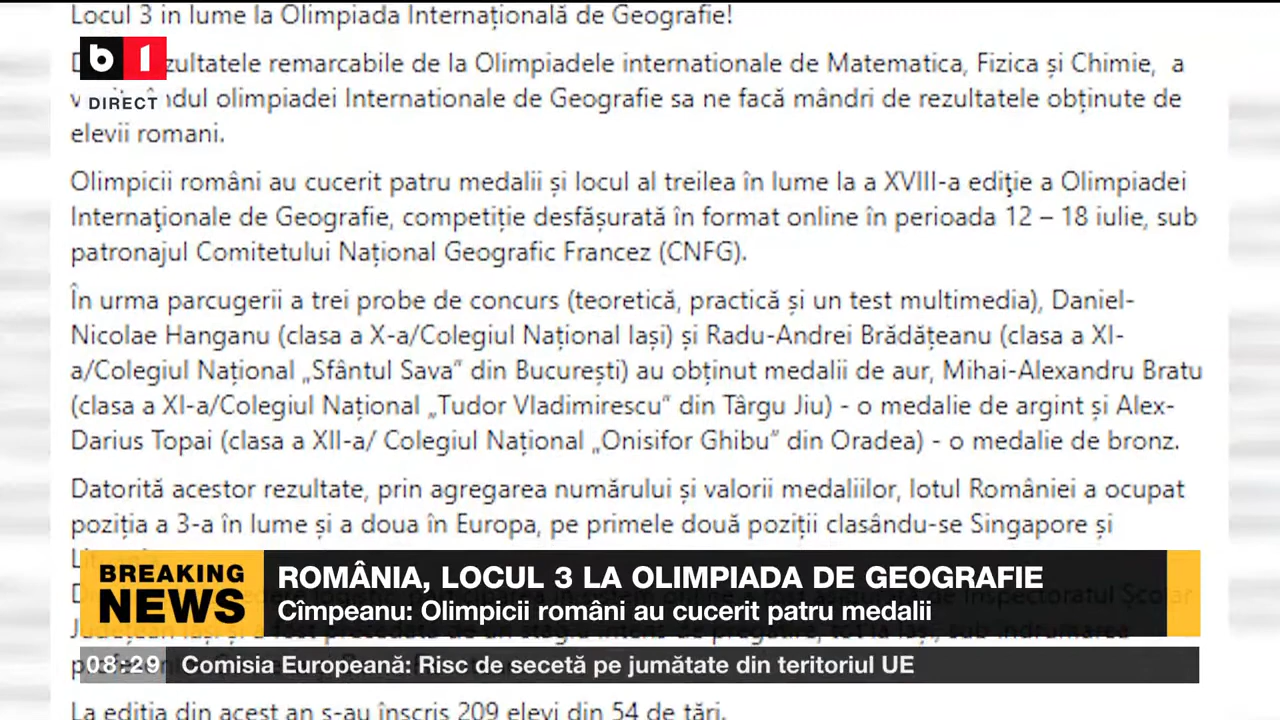 Locul 3 in lume la Olimpiada Internațională de Geografie!
b 1
DIRECT
remarcabile de la Olimpiadele internationale de Matematica, Fizica și Chimie, a
olimpiadei Internationale de Geografie sa ne facă mândri de rezultatele obținute de
elevii romani.
Olimpicii români au cucerit patru medalii și locul al treilea în lume la a XVIII-a ediţie a Olimpiadei
Internaţionale de Geografie, competiție desfășurată în format online în perioada 12 – 18 iulie, sub
patronajul Comitetului Național Geografic Francez (CNFG).
În urma parcugerii a trei probe de concurs (teoretică, practică și un test multimedia), Daniel-
Nicolae Hanganu (clasa a X-a/Colegiul Național Iași) și Radu-Andrei Brădățeanu (clasa a XI-
a/Colegiul Național „Sfântul Sava” din București) au obținut medalii de aur, Mihai-Alexandru Bratu
(clasa a XI-a/Colegiul Național „Tudor Vladimirescu” din Târgu Jiu) - o medalie de argint și Alex-
Darius Topai (clasa a XII-a/ Colegiul Național „Onisifor Ghibu” din Oradea) - o medalie de bronz.
Datorită acestor rezultate, prin agregarea numărului și valorii medaliilor, lotul României a ocupat
poziția a 3-a în lume și a doua în Europa, pe primele două poziții clasându-se Singapore și
BREAKING
NEWS
ROMÂNIA, LOCUL 3 LA OLIMPIADA DE GEOGRAFIE
Cîmpeanu: Olimpicii români au cucerit patru medalii
08:29 Comisia Europeană: Risc de secetă pe jumătate din teritoriul UE
La ediția din acest an s-au înscris 209 elevi din 54 de țări.